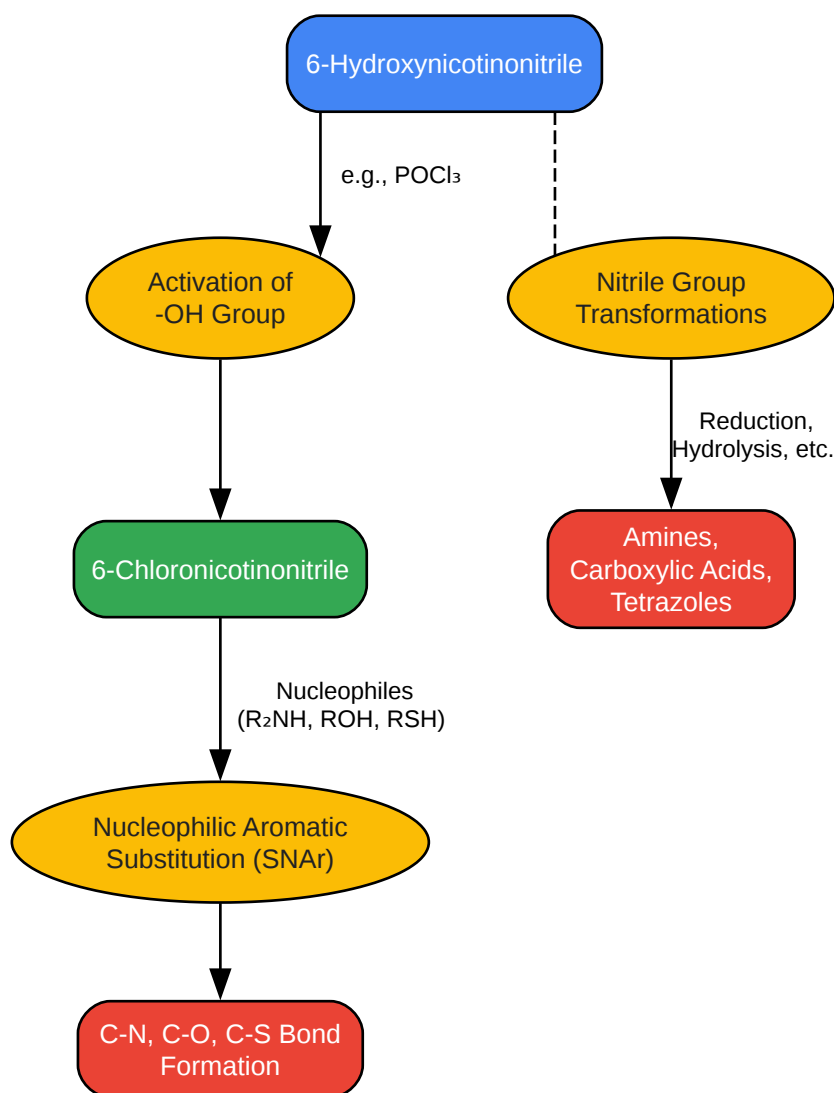 6-Hydroxynicotinonitrile
e.g., POCl₃
Activation of
-OH Group
Nitrile Group
Transformations
Reduction,
Hydrolysis, etc.
6-Chloronicotinonitrile
Amines,
Carboxylic Acids,
Tetrazoles
Nucleophiles
(R₂NH, ROH, RSH)
Nucleophilic Aromatic
Substitution (SNAr)
C-N, C-O, C-S Bond
Formation